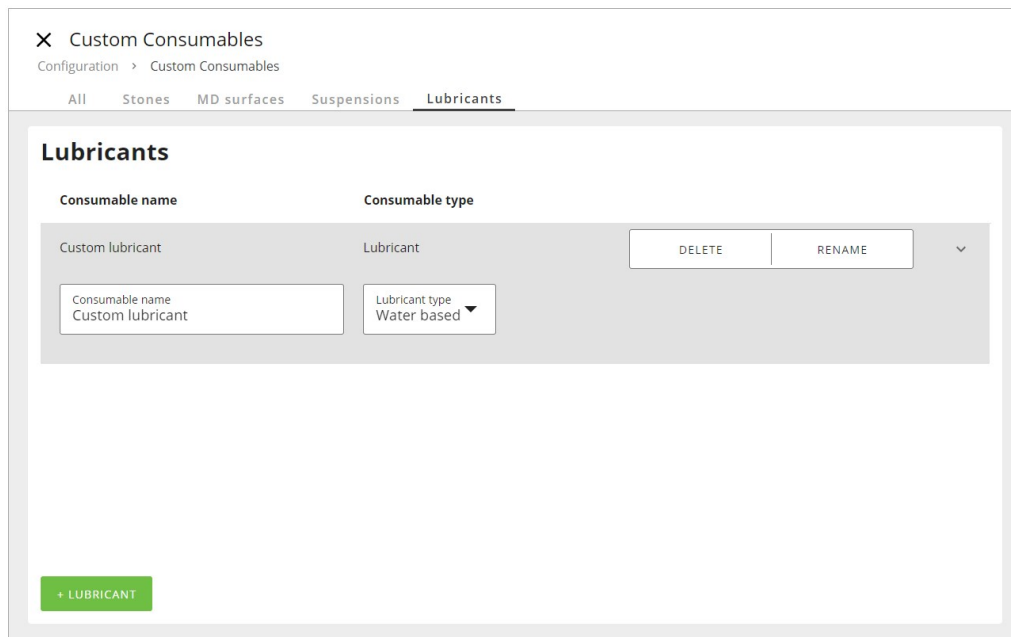 Custom Consumables
Configuration > Custom Consumables
All Stones MD surfaces Suspensions Lubricants
Lubricants
Consumable name Consumable type
Custom lubricant Lubricant DELETE RENAME
Consumable name Lubricant type
Custom lubricant Water based
+ LUBRICANT